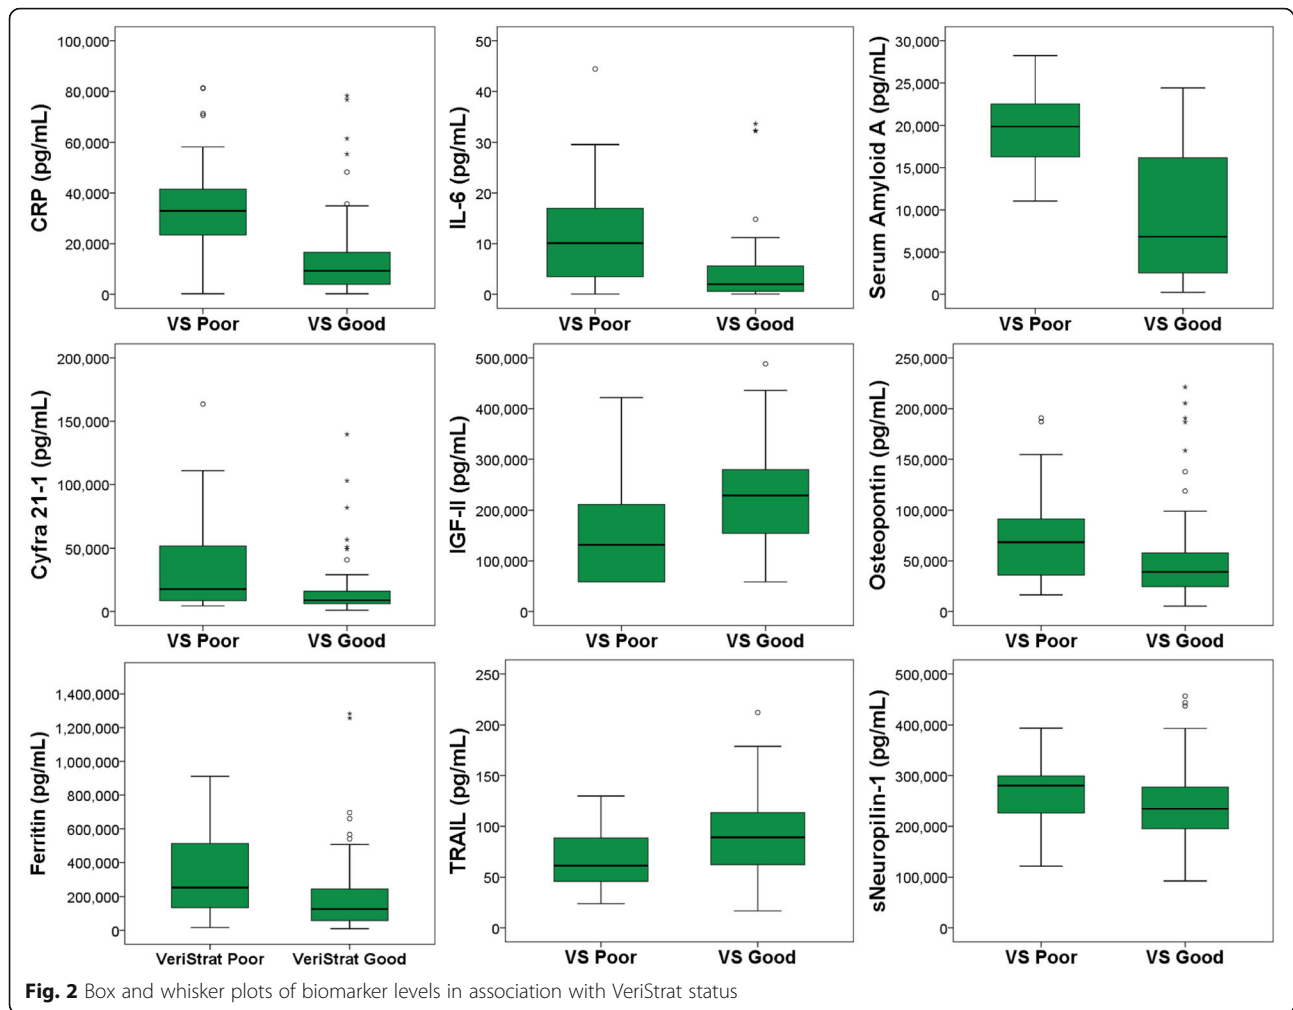 CRP (pg/mL)
100,000
80,000
60,000
40,000
20,000
0
VS Poor VS Good
IL-6 (pg/mL)
50
40
30
20
10
0
VS Poor VS Good
Serum Amyloid A (pg/mL)
30,000
25,000
20,000
15,000
10,000
5,000
0
VS Poor VS Good
Cyfra 21-1 (pg/mL)
200,000
150,000
100,000
50,000
0
VS Poor VS Good
IGF-II (pg/mL)
500,000
400,000
300,000
200,000
100,000
0
VS Poor VS Good
Osteopontin (pg/mL)
250,000
200,000
150,000
100,000
50,000
0
VS Poor VS Good
Ferritin (pg/mL)
1,400,000
1,200,000
1,000,000
800,000
600,000
400,000
200,000
0
VeriStrat Poor VeriStrat Good
TRAIL (pg/mL)
250
200
150
100
50
0
VS Poor VS Good
sNeuropilin-1 (pg/mL)
500,000
400,000
300,000
200,000
100,000
0
VS Poor VS Good
Fig. 2 Box and whisker plots of biomarker levels in association with VeriStrat status